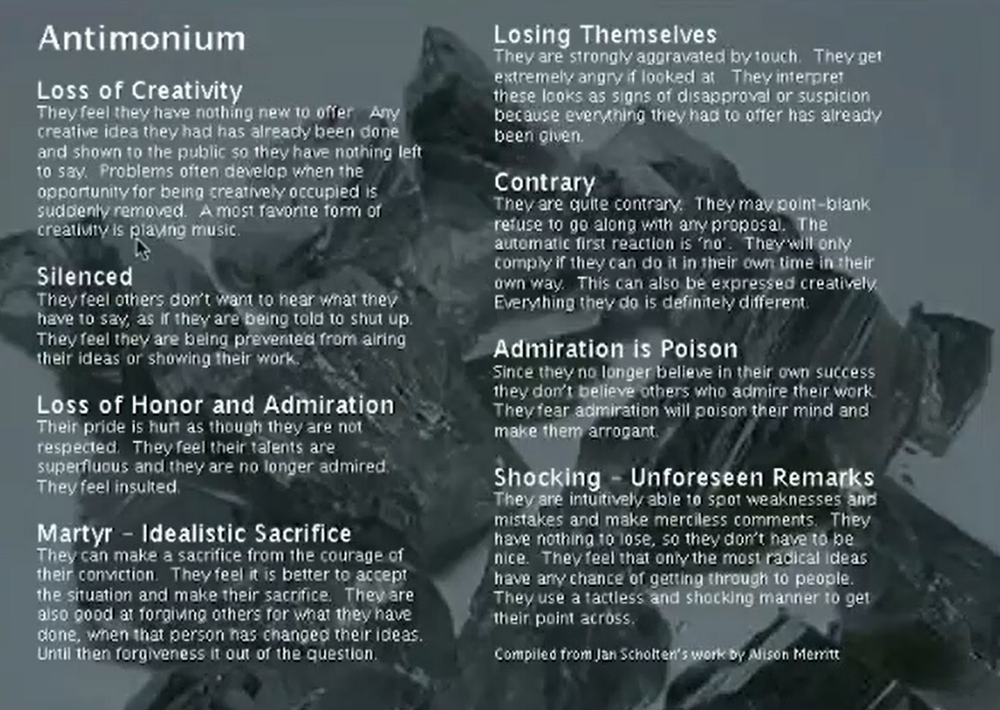 Antimonium
Loss of Creativity
They feel they have nothing new to offer. Any
creative idea they had has already been done
and shown to the public so they have nothing left
to say. Problems often develop when the
opportunity for being creatively occupied is
suddenly removed. A most favorite form of
creativity is playing music.
Silenced
They feel others don't want to hear what they
have to say, as if they are being told to shut up.
They feel they are being prevented from airing
their ideas or showing their work.
Loss of Honor and Admiration
Their pride is hurt as though they are not
respected. They feel their talents are
superfluous and they are no longer admired.
They feel insulted.
Martyr - Idealistic Sacrifice
They can make a sacrifice from the courage of
their conviction. They feel it is better to accept
the situation and make their sacrifice. They are
also good at forgiving others for what they have
done, when that person has changed their ideas.
Until then forgiveness it out of the question.
Losing Themselves
They are strongly aggravated by touch. They get
extremely angry if looked at. They interpret
these looks as signs of disapproval or suspicion
because everything they had to offer has already
been given.
Contrary
They are quite contrary. They may point-blank
refuse to go along with any proposal. The
automatic first reaction is 'no'. They will only
comply if they can do it in their own time in their
own way. This can also be expressed creatively.
Everything they do is definitely different.
Admiration is Poison
Since they no longer believe in their own success
they don't believe others who admire their work.
They fear admiration will poison their mind and
make them arrogant.
Shocking - Unforeseen Remarks
They are intuitively able to spot weaknesses and
mistakes and make merciless comments. They
have nothing to lose, so they don't have to be
nice. They feel that only the most radical ideas
have any chance of getting through to people.
They use a tactless and shocking manner to get
their point across.
Compiled from Jan Scholten's work by Alison Merritt